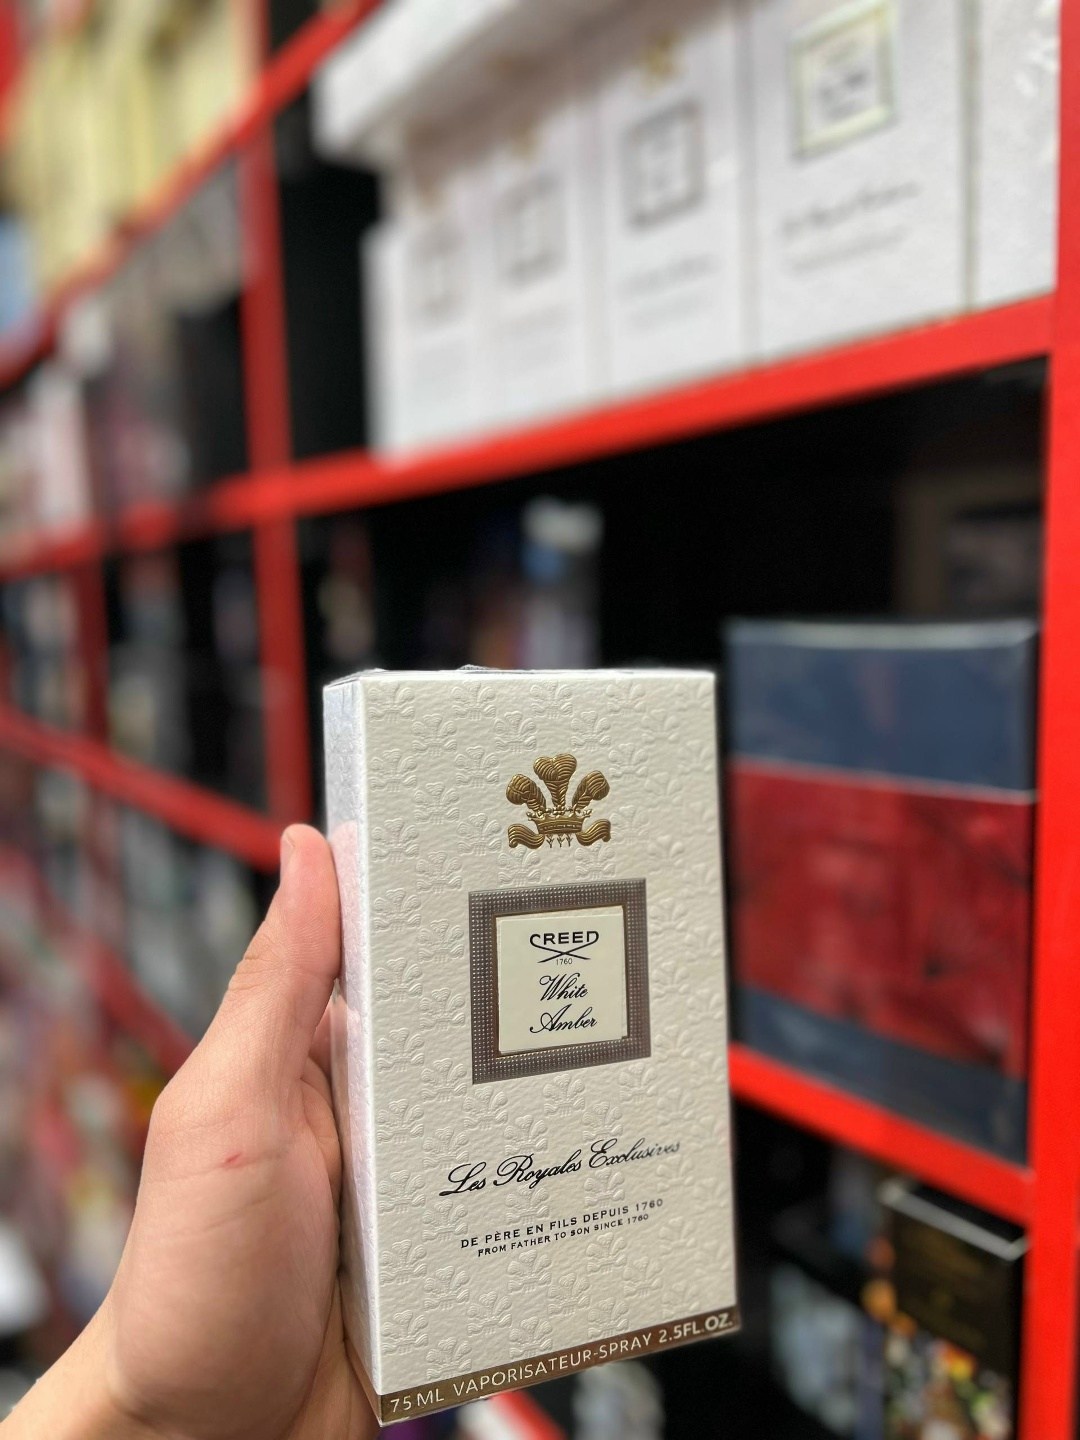 CREED
1760
White
Amber
Les Royales Exclusives
DE PÈRE EN FILS DEPUIS 1760
FROM FATHER TO SON SINCE 1760
75 ML VAPORISATEUR-SPRAY 2.5FL.OZ.